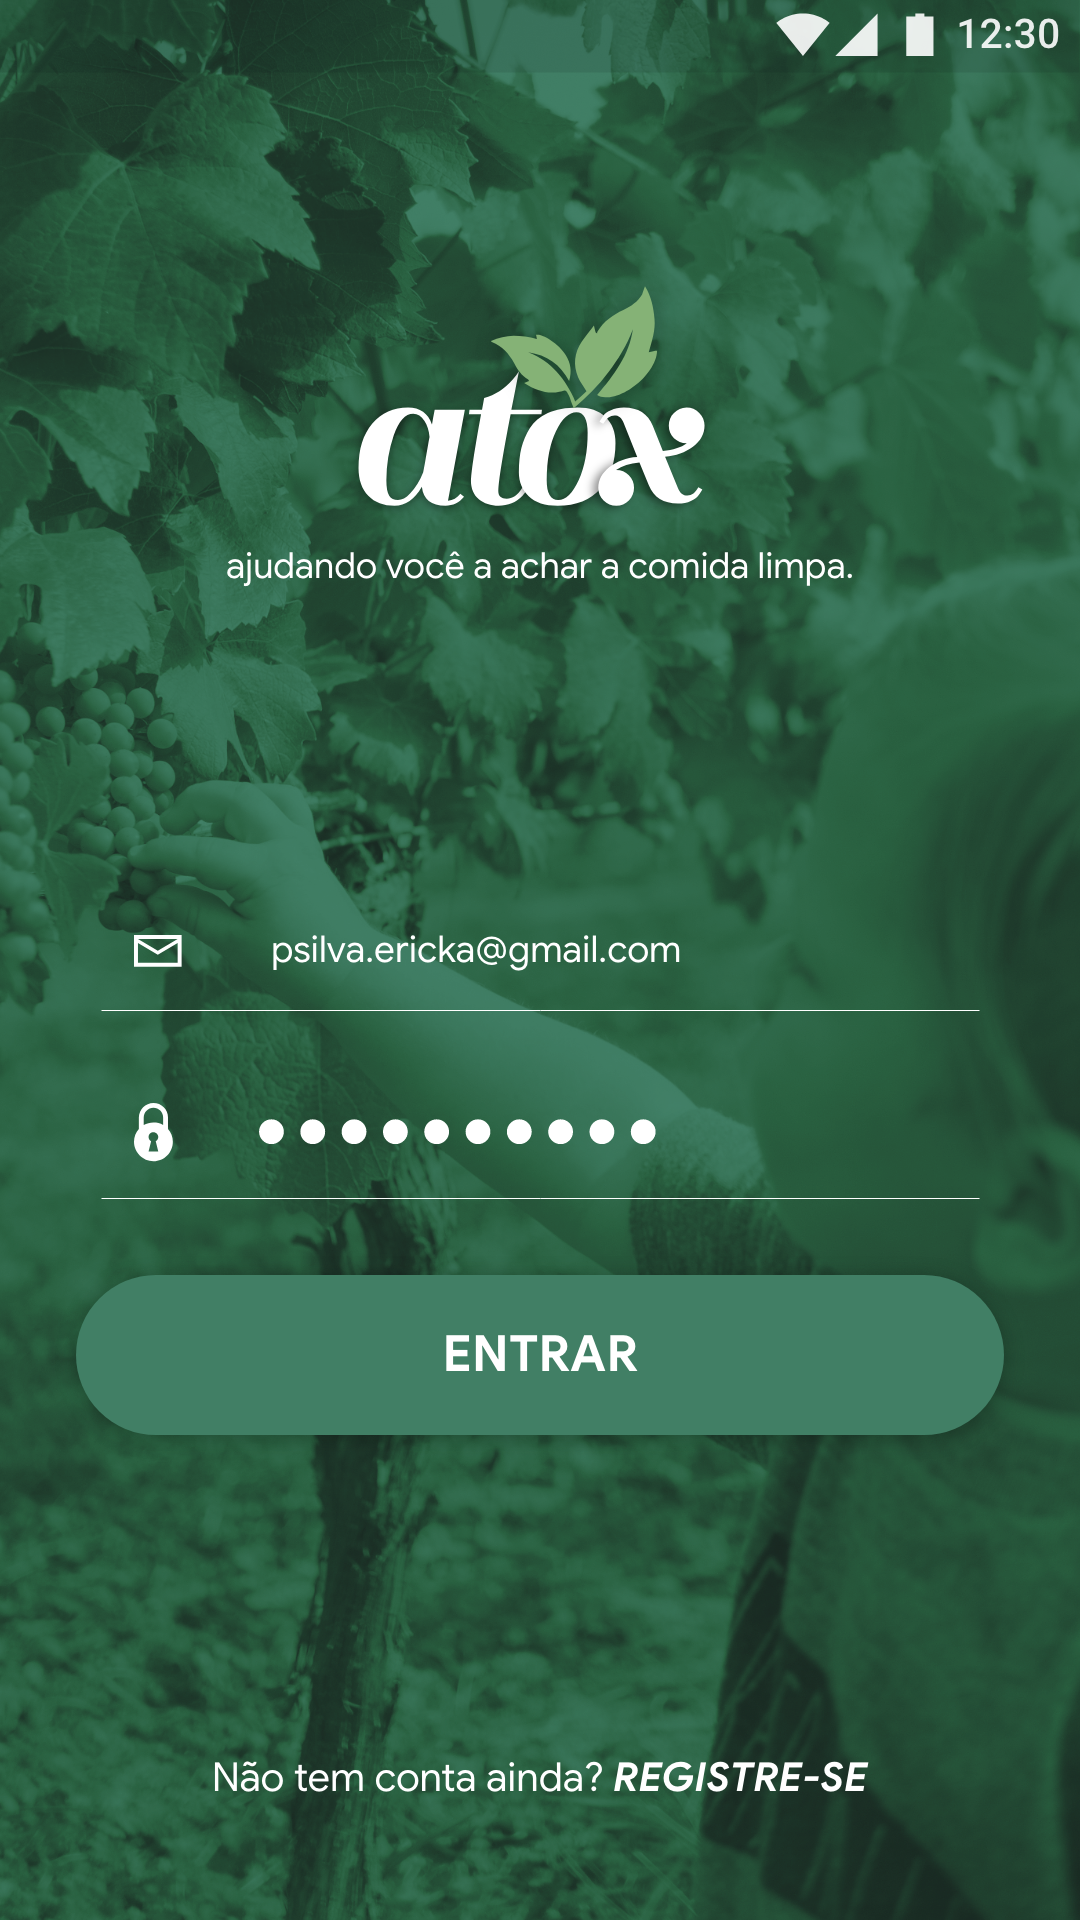 12:30
atox
ajudando você a achar a comida limpa.
psilva.ericka@gmail.com
●●●●●●●●●●
ENTRAR
Não tem conta ainda? REGISTRE-SE